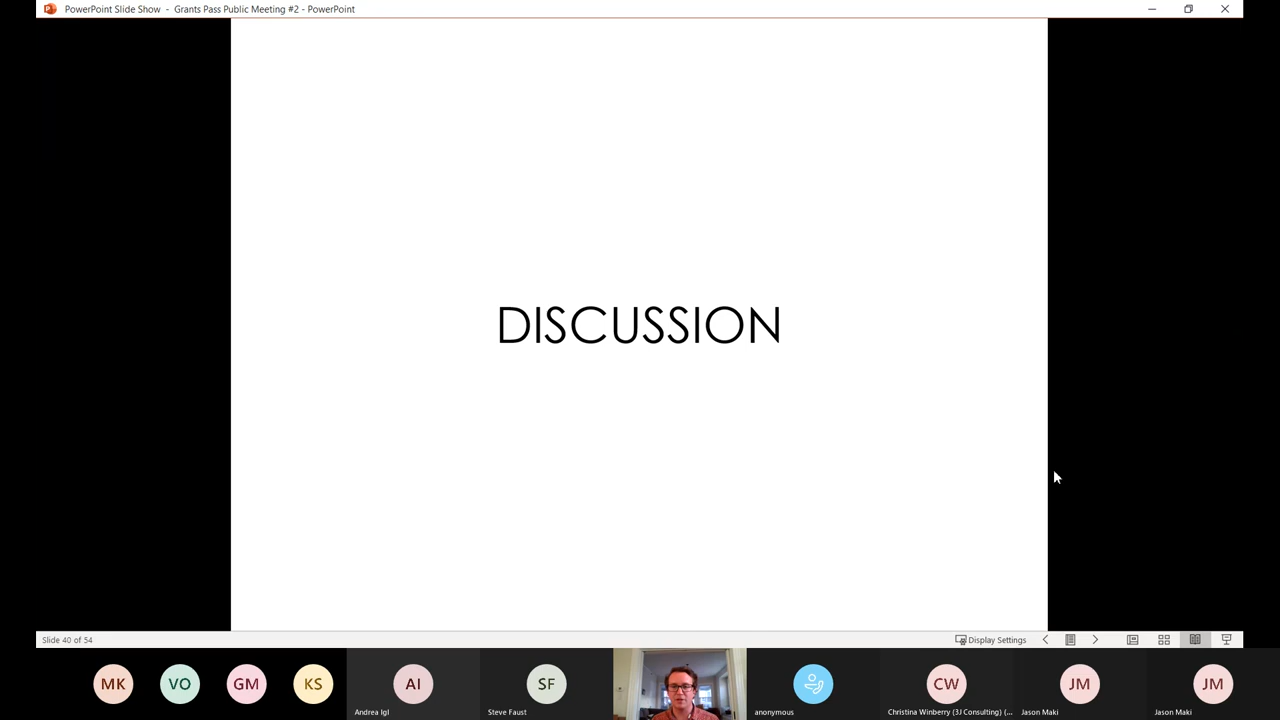 PowerPoint Slide Show - Grants Pass Public Meeting #2 - PowerPoint
DISCUSSION
Slide 40 of 54
Display Settings
MK
VO
GM
KS
AI
SF
CW
JM
JM
Andrea Igl
Steve Faust
anonymous
Christina Winberry (3J Consulting) (...
Jason Maki
Jason Maki